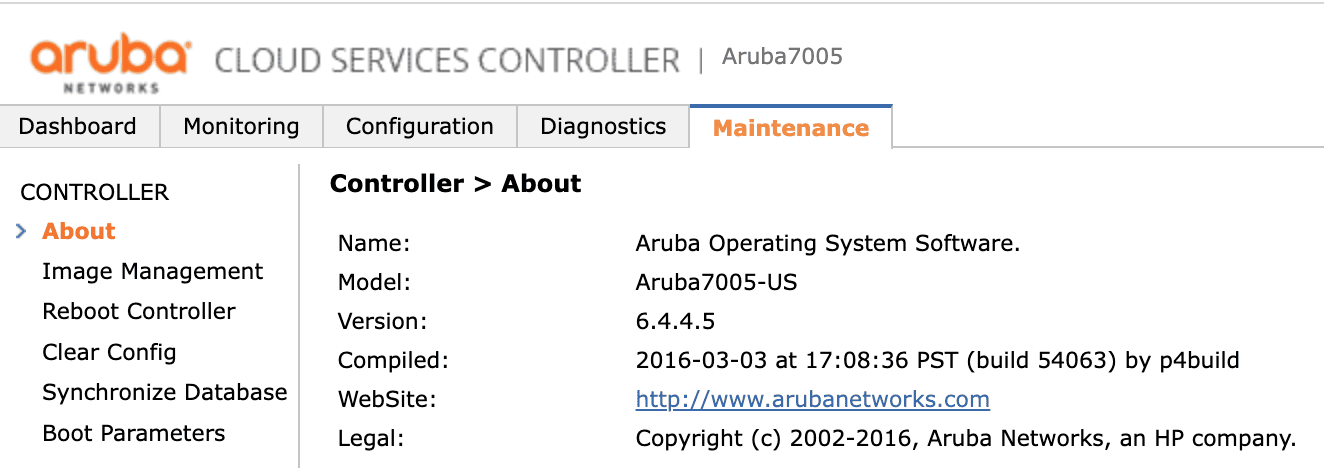 aruba NETWORKS CLOUD SERVICES CONTROLLER | Aruba7005
Dashboard Monitoring Configuration Diagnostics Maintenance
CONTROLLER
> About
Image Management
Reboot Controller
Clear Config
Synchronize Database
Boot Parameters
Controller > About
Name: Aruba Operating System Software.
Model: Aruba7005-US
Version: 6.4.4.5
Compiled: 2016-03-03 at 17:08:36 PST (build 54063) by p4build
WebSite: http://www.arubanetworks.com
Legal: Copyright (c) 2002-2016, Aruba Networks, an HP company.